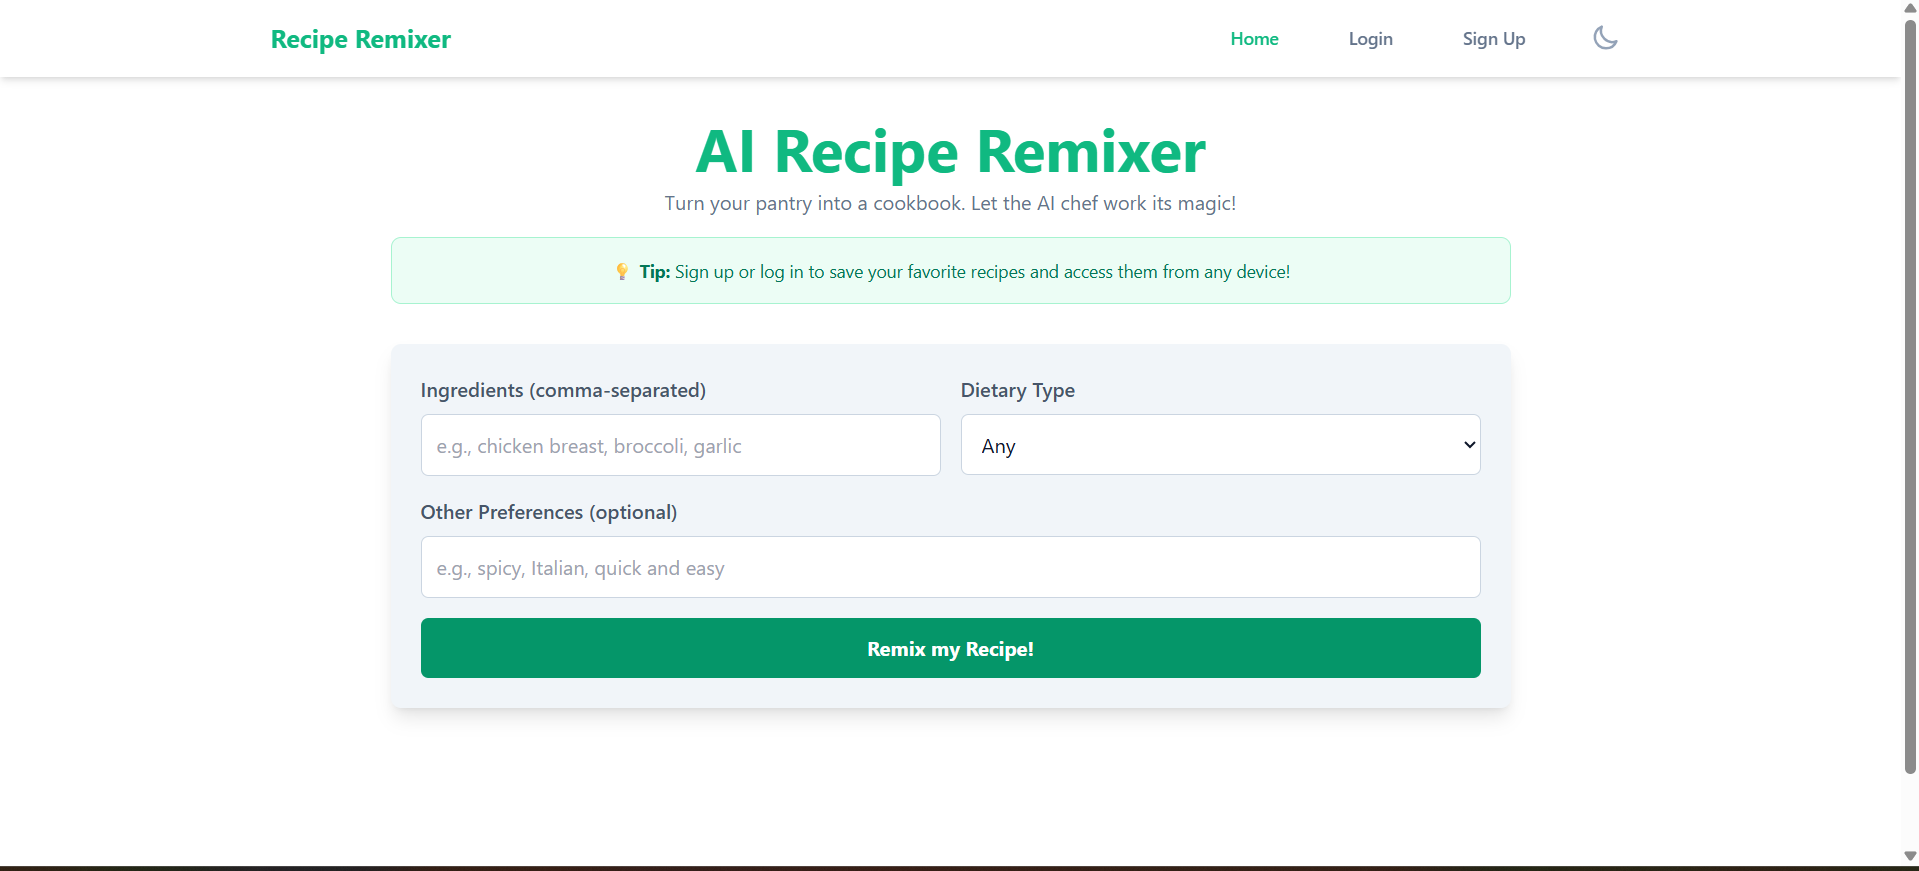 Recipe Remixer
Home
Login
Sign Up
AI Recipe Remixer
Turn your pantry into a cookbook. Let the AI chef work its magic!
💡 Tip: Sign up or log in to save your favorite recipes and access them from any device!
Ingredients (comma-separated)
e.g., chicken breast, broccoli, garlic
Dietary Type
Any
Other Preferences (optional)
e.g., spicy, Italian, quick and easy
Remix my Recipe!